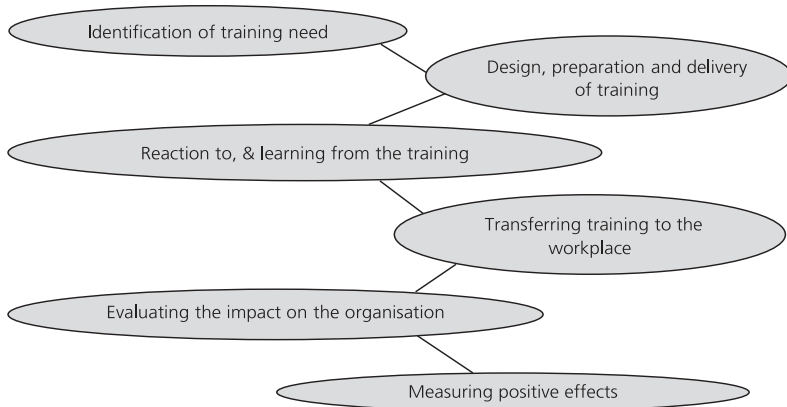 Identification of training need
Design, preparation and delivery
of training
Reaction to, & learning from the training
Transferring training to the
workplace
Evaluating the impact on the organisation
Measuring positive effects